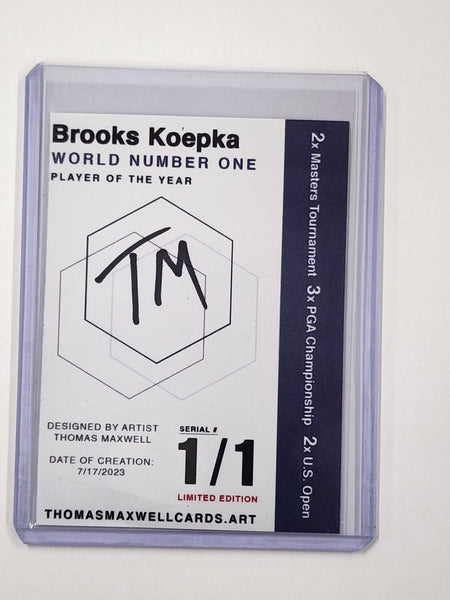 Brooks Koepka
WORLD NUMBER ONE
PLAYER OF THE YEAR
TM
DESIGNED BY ARTIST
THOMAS MAXWELL
DATE OF CREATION:
7/17/2023
SERIAL #
1/1
LIMITED EDITION
THOMASMAXWELLCARDS.ART
2x Masters Tournament 3x PGA Championship 2x U.S. Open